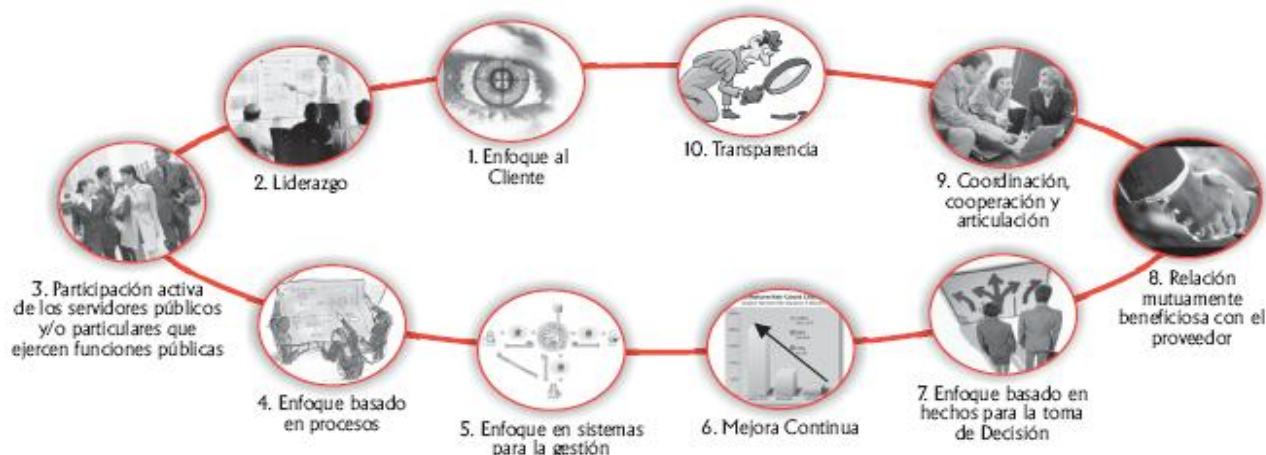 1. Enfoque al
Cliente
2. Liderazgo
3. Participación activa
de los servidores públicos
y/o particulares que
ejercen funciones públicas
4. Enfoque basado
en procesos
5. Enfoque en sistemas
para la gestión
6. Mejora Continua
7. Enfoque basado en
hechos para la toma
de Decisión
8. Relación
mutuamente
beneficiosa con el
proveedor
9. Coordinación,
cooperación y
articulación
10. Transparencia